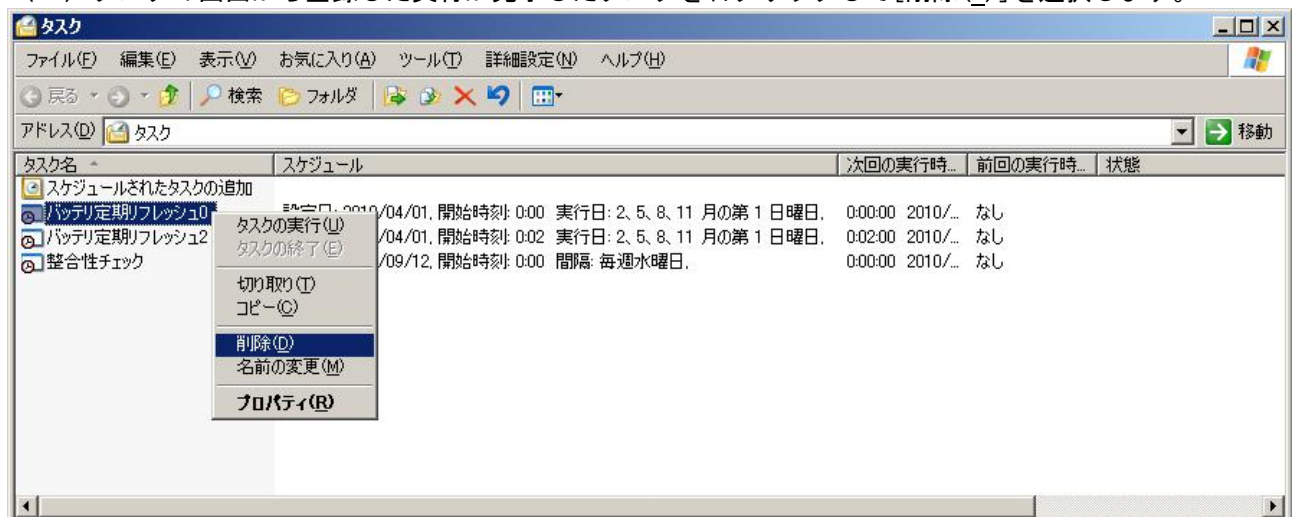 タスク
ファイル(F) 編集(E) 表示(V) お気に入り(A) ツール(T) 詳細設定(N) ヘルプ(H)
戻る 検索 フォルダ
アドレス(D) タスク 移動
タスク名 スケジュール 次回の実行時... 前回の実行時... 状態
スケジュールされたタスクの追加
バッテリ定期リフレッシュ0 /04/01, 開始時刻: 0:00 実行日: 2、5、8、11 月の第 1 日曜日, 0:00:00 2010/... なし
バッテリ定期リフレッシュ2 /04/01, 開始時刻: 0:02 実行日: 2、5、8、11 月の第 1 日曜日, 0:02:00 2010/... なし
整合性チェック /09/12, 開始時刻: 0:00 間隔: 毎週水曜日, 0:00:00 2010/... なし
タスクの実行(U)
タスクの終了(E)
切り取り(T)
コピー(C)
削除(D)
名前の変更(M)
プロパティ(R)